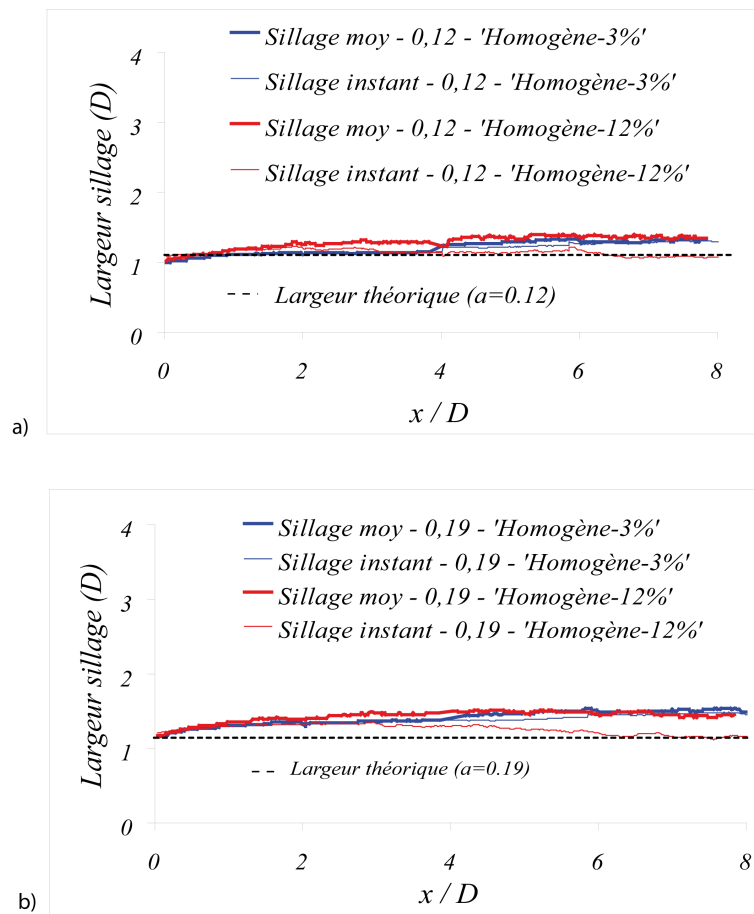 Sillage moy - 0,12 - 'Homogène-3%'
Sillage instant - 0,12 - 'Homogène-3%'
Sillage moy - 0,12 - 'Homogène-12%'
Sillage instant - 0,12 - 'Homogène-12%'
Largeur sillage (D)
4
3
2
1
0
Largeur théorique (a=0.12)
0
2
4
6
8
x / D
a)
Sillage moy - 0,19 - 'Homogène-3%'
Sillage instant - 0,19 - 'Homogène-3%'
Sillage moy - 0,19 - 'Homogène-12%'
Sillage instant - 0,19 - 'Homogène-12%'
Largeur sillage (D)
4
3
2
1
0
Largeur théorique (a=0.19)
0
2
4
6
8
x / D
b)